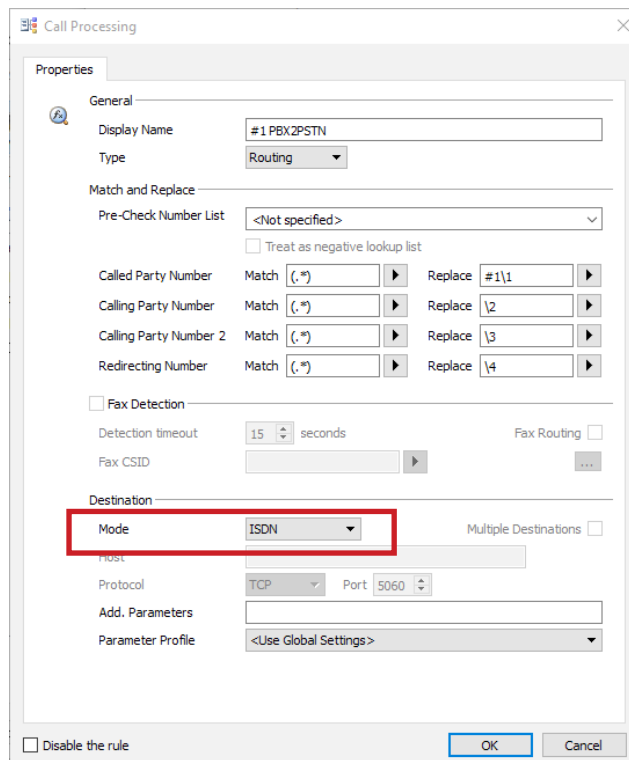 Call Processing
Properties
General
Display Name #1 PBX2PSTN
Type Routing
Match and Replace
Pre-Check Number List <Not specified>
Treat as negative lookup list
Called Party Number Match (.*) Replace #1\1
Calling Party Number Match (.*) Replace \2
Calling Party Number 2 Match (.*) Replace \3
Redirecting Number Match (.*) Replace \4
Fax Detection
Detection timeout 15 seconds Fax Routing
Fax CSID ...
Destination
Mode ISDN Multiple Destinations
Host
Protocol TCP Port 5060
Add. Parameters
Parameter Profile <Use Global Settings>
Disable the rule OK Cancel